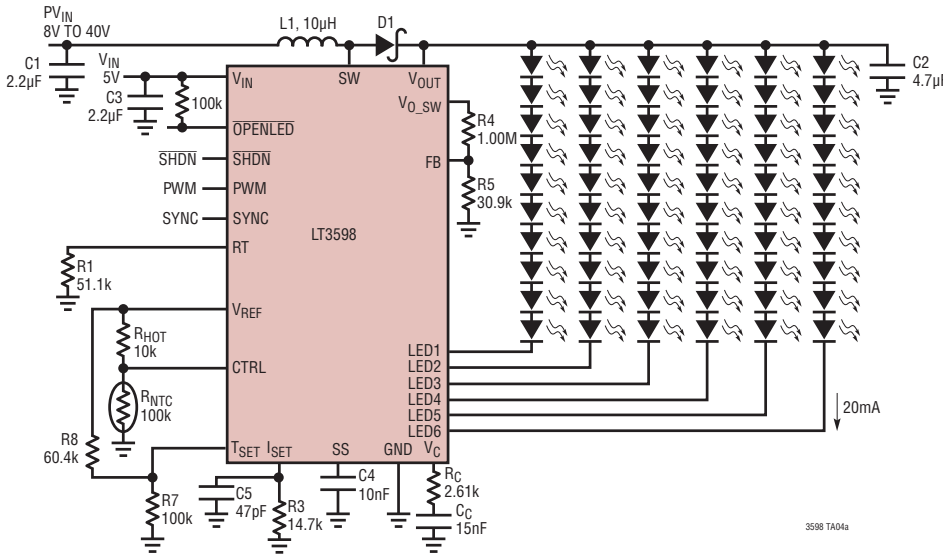 PVIN
8V TO 40V
L1, 10µH
D1
C1
2.2µF
VIN
5V
C3
2.2µF
100k
VIN
SW
VOUT
C2
4.7µF
VO_SW
R4
1.00M
OPENLED
SHDN
SHDN
FB
PWM
PWM
R5
30.9k
SYNC
SYNC
LT3598
RT
R1
51.1k
VREF
RHOT
10k
CTRL
RNTC
100k
LED1
LED2
LED3
LED4
LED5
LED6
20mA
R8
60.4k
TSET
ISET
SS
GND
VC
R7
100k
C5
47pF
R3
14.7k
C4
10nF
RC
2.61k
CC
15nF
3598 TA04a